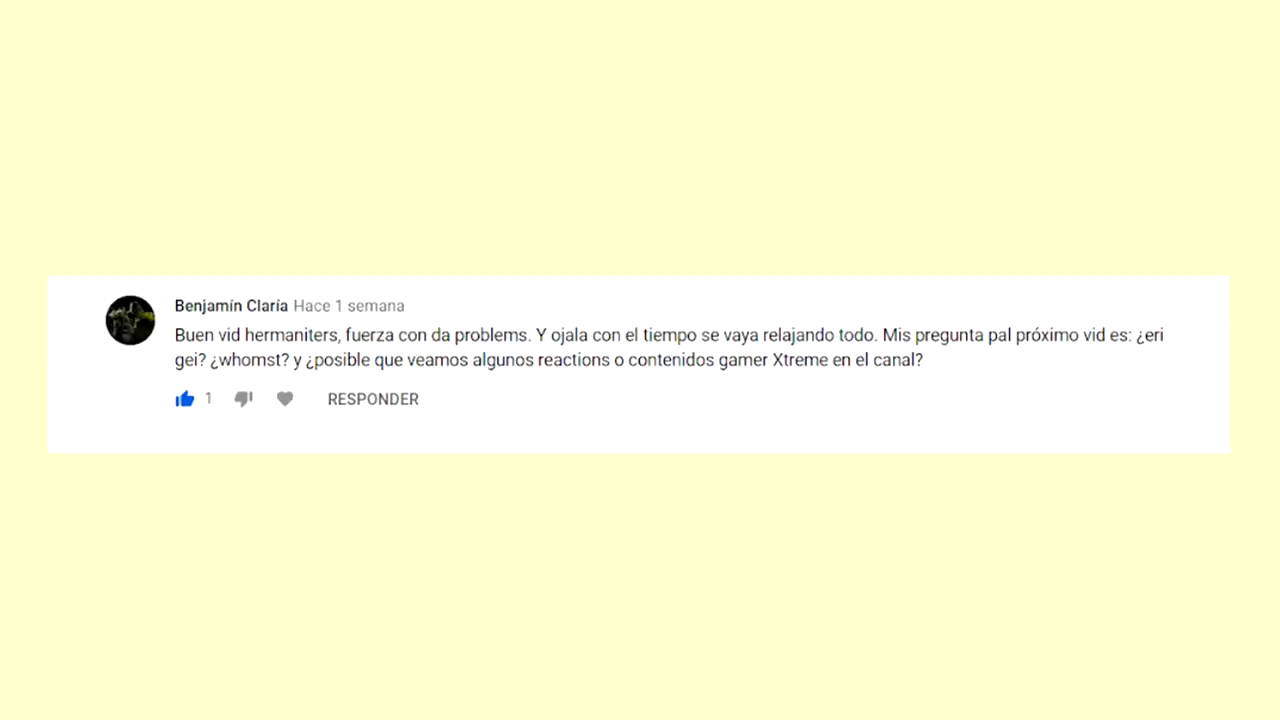 Benjamín Claría Hace 1 semana
Buen vid hermaniters, fuerza con da problems. Y ojala con el tiempo se vaya relajando todo. Mis pregunta pal próximo vid es: ¿eri
gei? ¿whomst? y ¿posible que veamos algunos reactions o contenidos gamer Xtreme en el canal?
1 RESPONDER